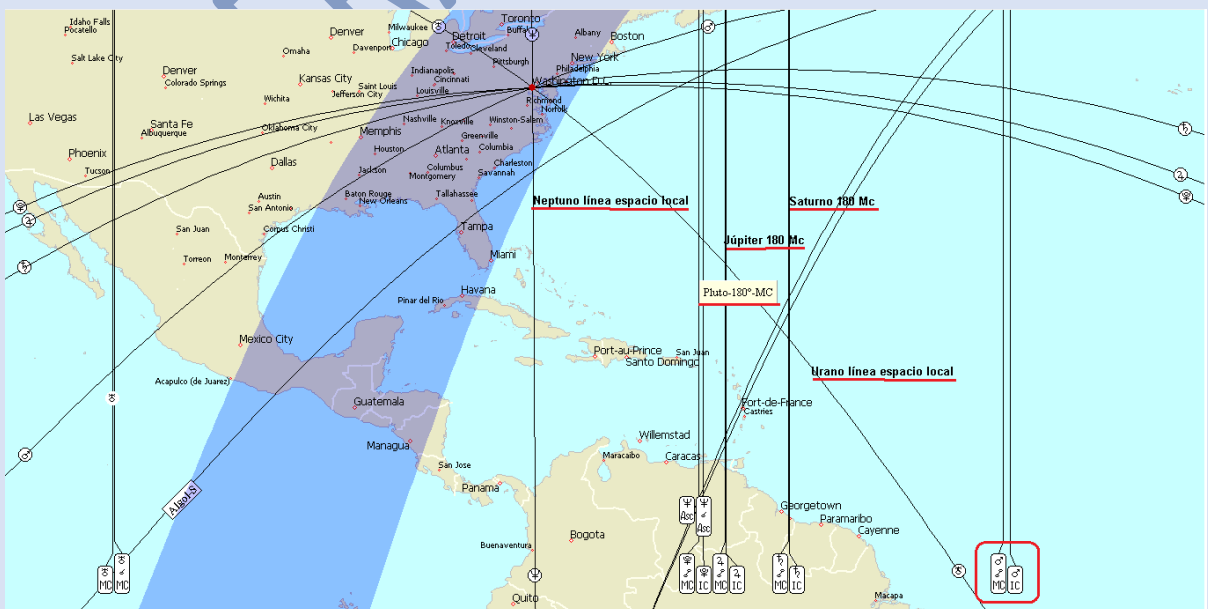 Idaho Falls
Pocatello
Salt Lake City
Denver
Omaha
Davenport
Milwaukee
Chicago
Detroit
Toledo
Cleveland
Toronto
Buffa
Albany
Boston
New York
Philadelphia
Pittsburgh
Washington D.C.
Denver
Colorado Springs
Kansas City
Jefferson City
Saint Louis
Indianapolis
Cincinnati
Louisville
Richmond
Norfolk
Las Vegas
Santa Fe
Albuquerque
Wichita
Oklahoma City
Memphis
Nashville
Knoxville
Winston-Salem
Greenville
Columbia
Phoenix
Tucson
Dallas
Houston
Jackson
Atlanta
Columbus
Montgomery
Charleston
Savannah
Austin
San Antonio
Baton Rouge
New Orleans
Tallahassee
Neptuno línea espacio local
Saturno 180 Mc
San Juan
Corpus Christi
Tampa
Júpiter 180 Mc
Torreon
Monterrey
Miami
Havana
Pinar del Rio
Pluto-180°-MC
Mexico City
Port-au-Prince
Santo Domingo
San Juan
Acapulco (de Juarez)
Urano línea espacio local
Guatemala
Fort-de-France
Castries
Managua
Willemstad
Maracaibo
Caracas
San Jose
Panama
Algol-S
Georgetown
Paramaribo
Cayenne
Asc
Asc
Buenaventura
Bogota
MC
MC
MC
IC
MC
IC
MC
IC
MC
IC
Quito
Macapa